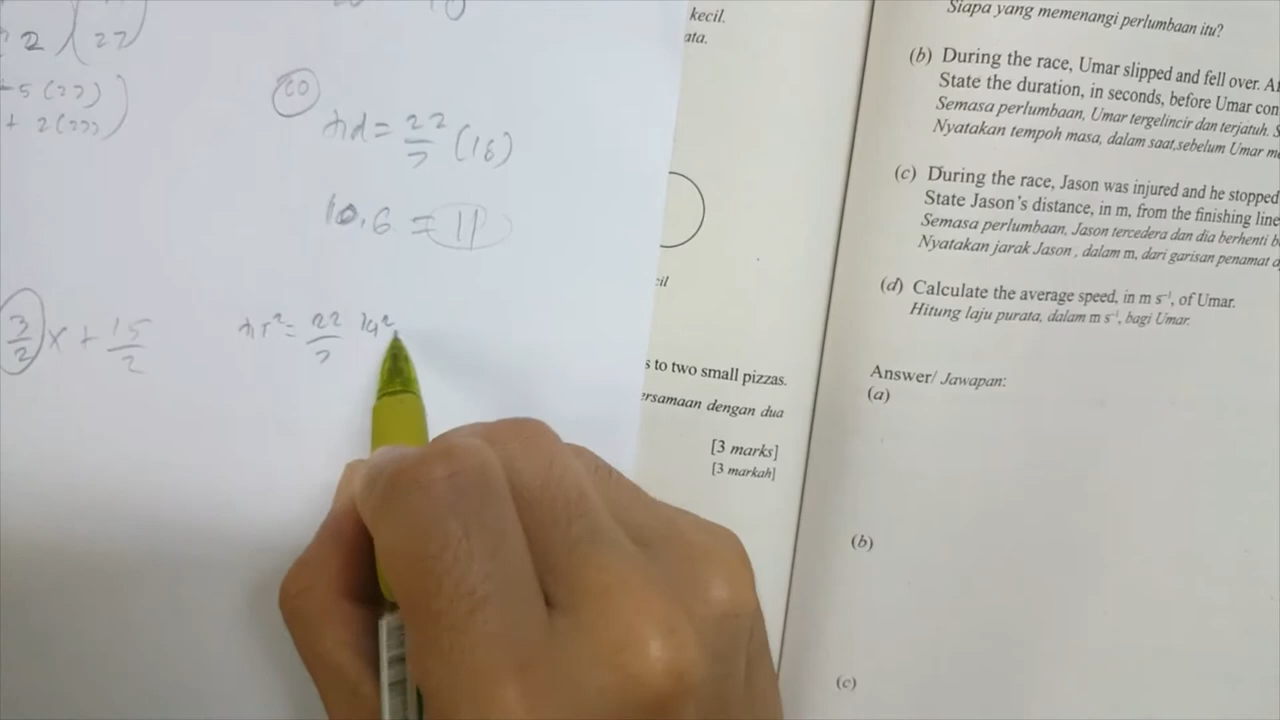 2 ) ( 27
-5 (27)
+ 2(
10
πd = 22/7 (16)
10.6 = 11
3/2 x + 15/2
πr² = 22/7 14²
kecil.
ata.
cil
s to two small pizzas.
ersamaan dengan dua
[3 marks]
[3 markah]
Siapa yang memenangi perlumbaan itu?
(b) During the race, Umar slipped and fell over. A
State the duration, in seconds, before Umar con
Semasa perlumbaan, Umar tergelincir dan terjatuh. S
Nyatakan tempoh masa, dalam saat,sebelum Umar m
(c) During the race, Jason was injured and he stopped
State Jason's distance, in m, from the finishing line
Semasa perlumbaan, Jason tercedera dan dia berhenti b
Nyatakan jarak Jason , dalam m, dari garisan penamat a
(d) Calculate the average speed, in m s⁻¹, of Umar.
Hitung laju purata, dalam m s⁻¹, bagi Umar.
Answer/ Jawapan:
(a)
(b)
(c)